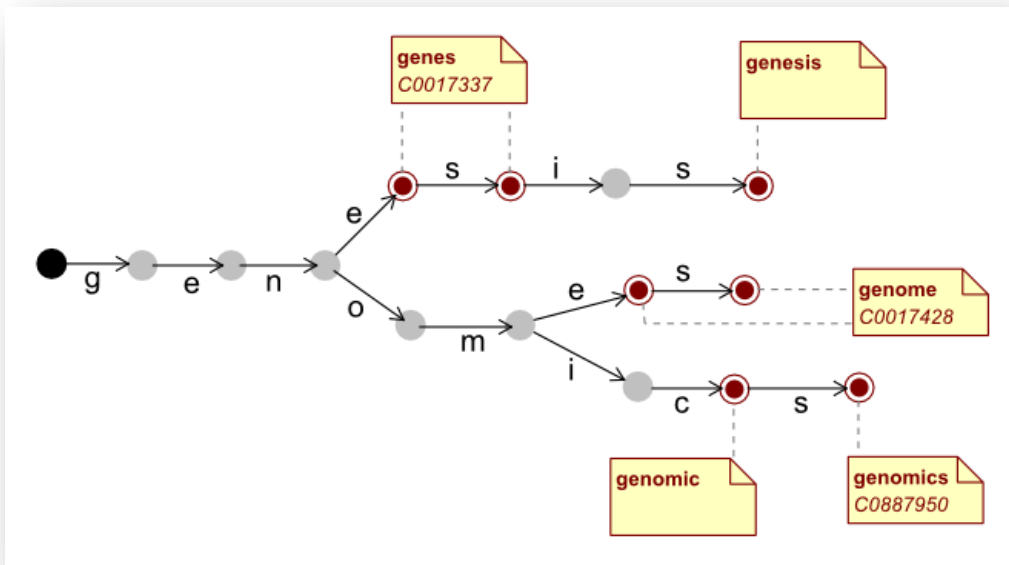 genes
C0017337
genesis
s
i
s
e
g
e
n
o
m
e
s
genome
C0017428
i
c
s
genomic
genomics
C0887950